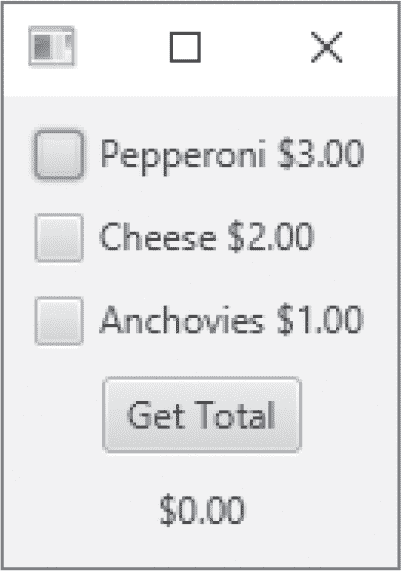 Pepperoni $3.00
Cheese $2.00
Anchovies $1.00
Get Total
$0.00